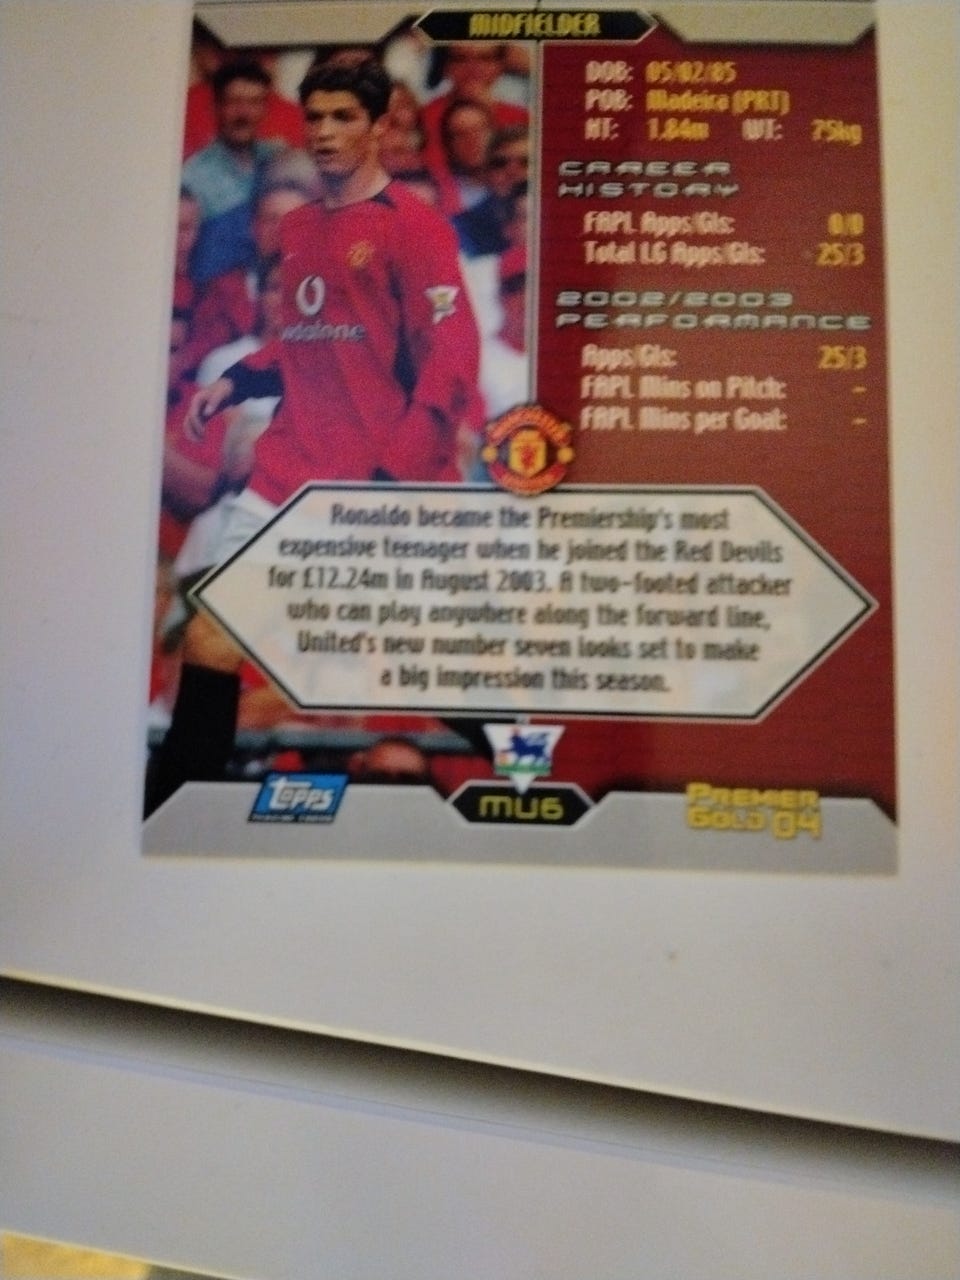 MIDFIELDER
DOB: 05/02/85
POB: Madeira (PRT)
HT: 1.84m WT: 75kg
CAREER
HISTORY
FAPL Apps/Gls: 0/0
Total LG Apps/Gls: 25/3
2002/2003
PERFORMANCE
Apps/Gls: 25/3
FAPL Mins on Pitch: -
FAPL Mins per Goal: -
vodafone
Ronaldo became the Premiership's most
expensive teenager when he joined the Red Devils
for £12.24m in August 2003. A two-footed attacker
who can play anywhere along the forward line,
United's new number seven looks set to make
a big impression this season.
Topps
MU6
PREMIER
GOLD 04